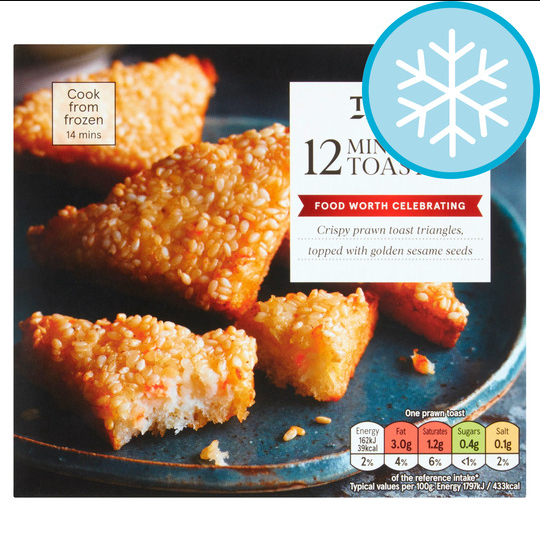 Cook
from
frozen
14 mins
12
FOOD WORTH CELEBRATING
Crispy prawn toast triangles,
topped with golden sesame seeds
One prawn toast
Energy Fat Saturates Sugars Salt
162kJ
39kcal 3.0g 1.2g 0.4g 0.1g
2% 4% 6% <1% 2%
of the reference intake*
Typical values per 100g: Energy 1797kJ / 433kcal